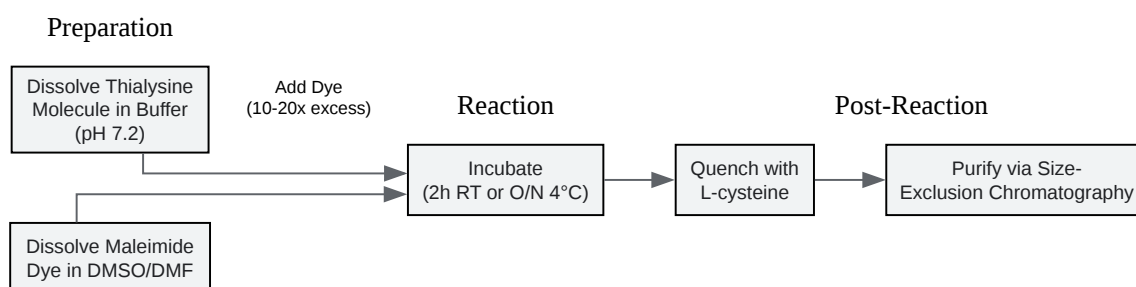 Preparation
Dissolve Thialysine
Molecule in Buffer
(pH 7.2)
Dissolve Maleimide
Dye in DMSO/DMF
Add Dye
(10-20x excess)
Reaction
Incubate
(2h RT or O/N 4°C)
Post-Reaction
Quench with
L-cysteine
Purify via Size-
Exclusion Chromatography